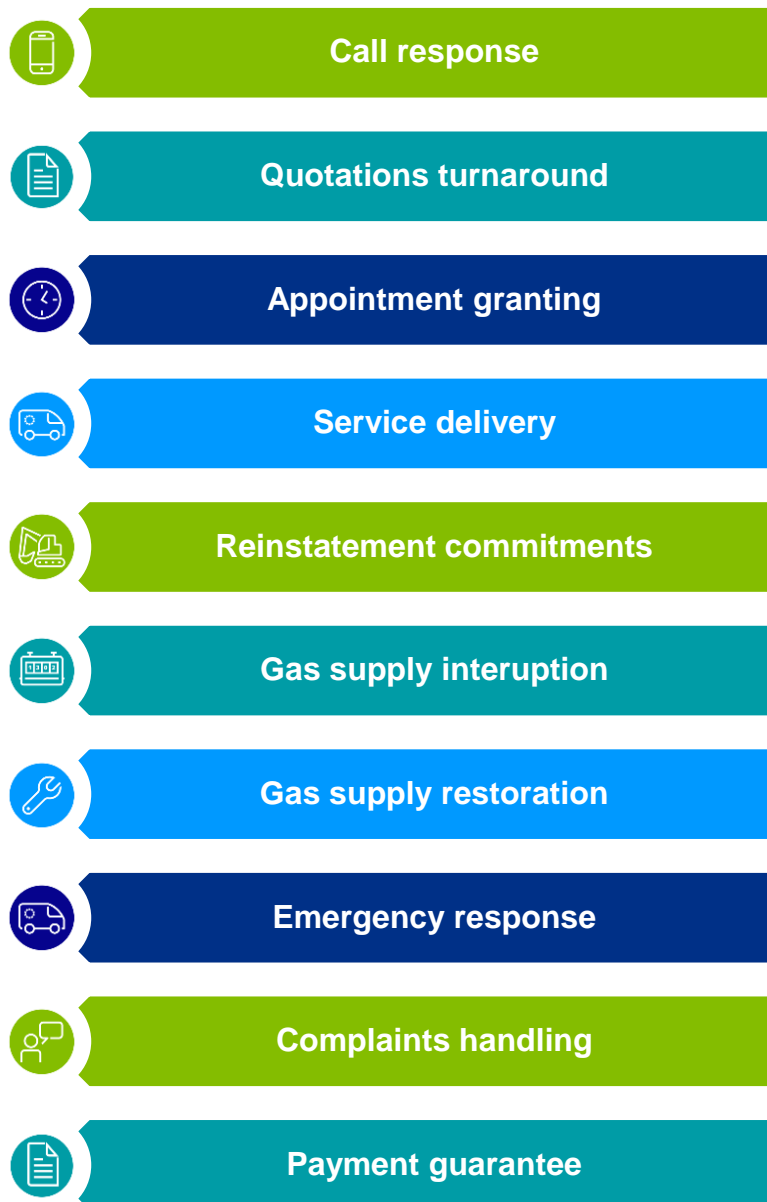 Call response
Quotations turnaround
Appointment granting
Service delivery
Reinstatement commitments
Gas supply interuption
Gas supply restoration
Emergency response
Complaints handling
Payment guarantee